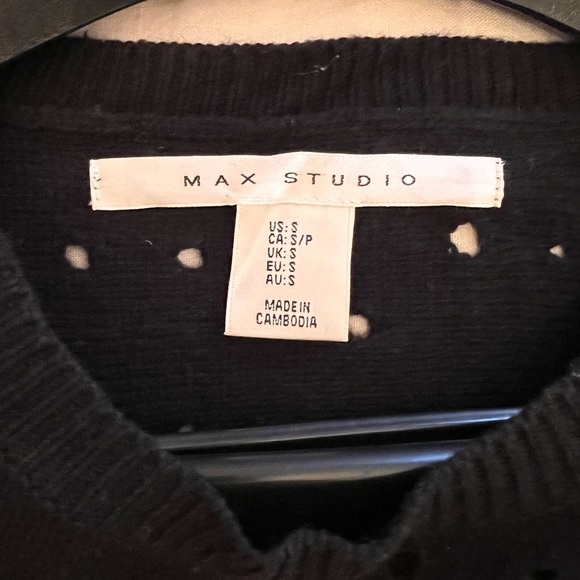 MAX STUDIO
US: S
CA: S/P
UK: S
EU: S
AU: S
MADE IN
CAMBODIA